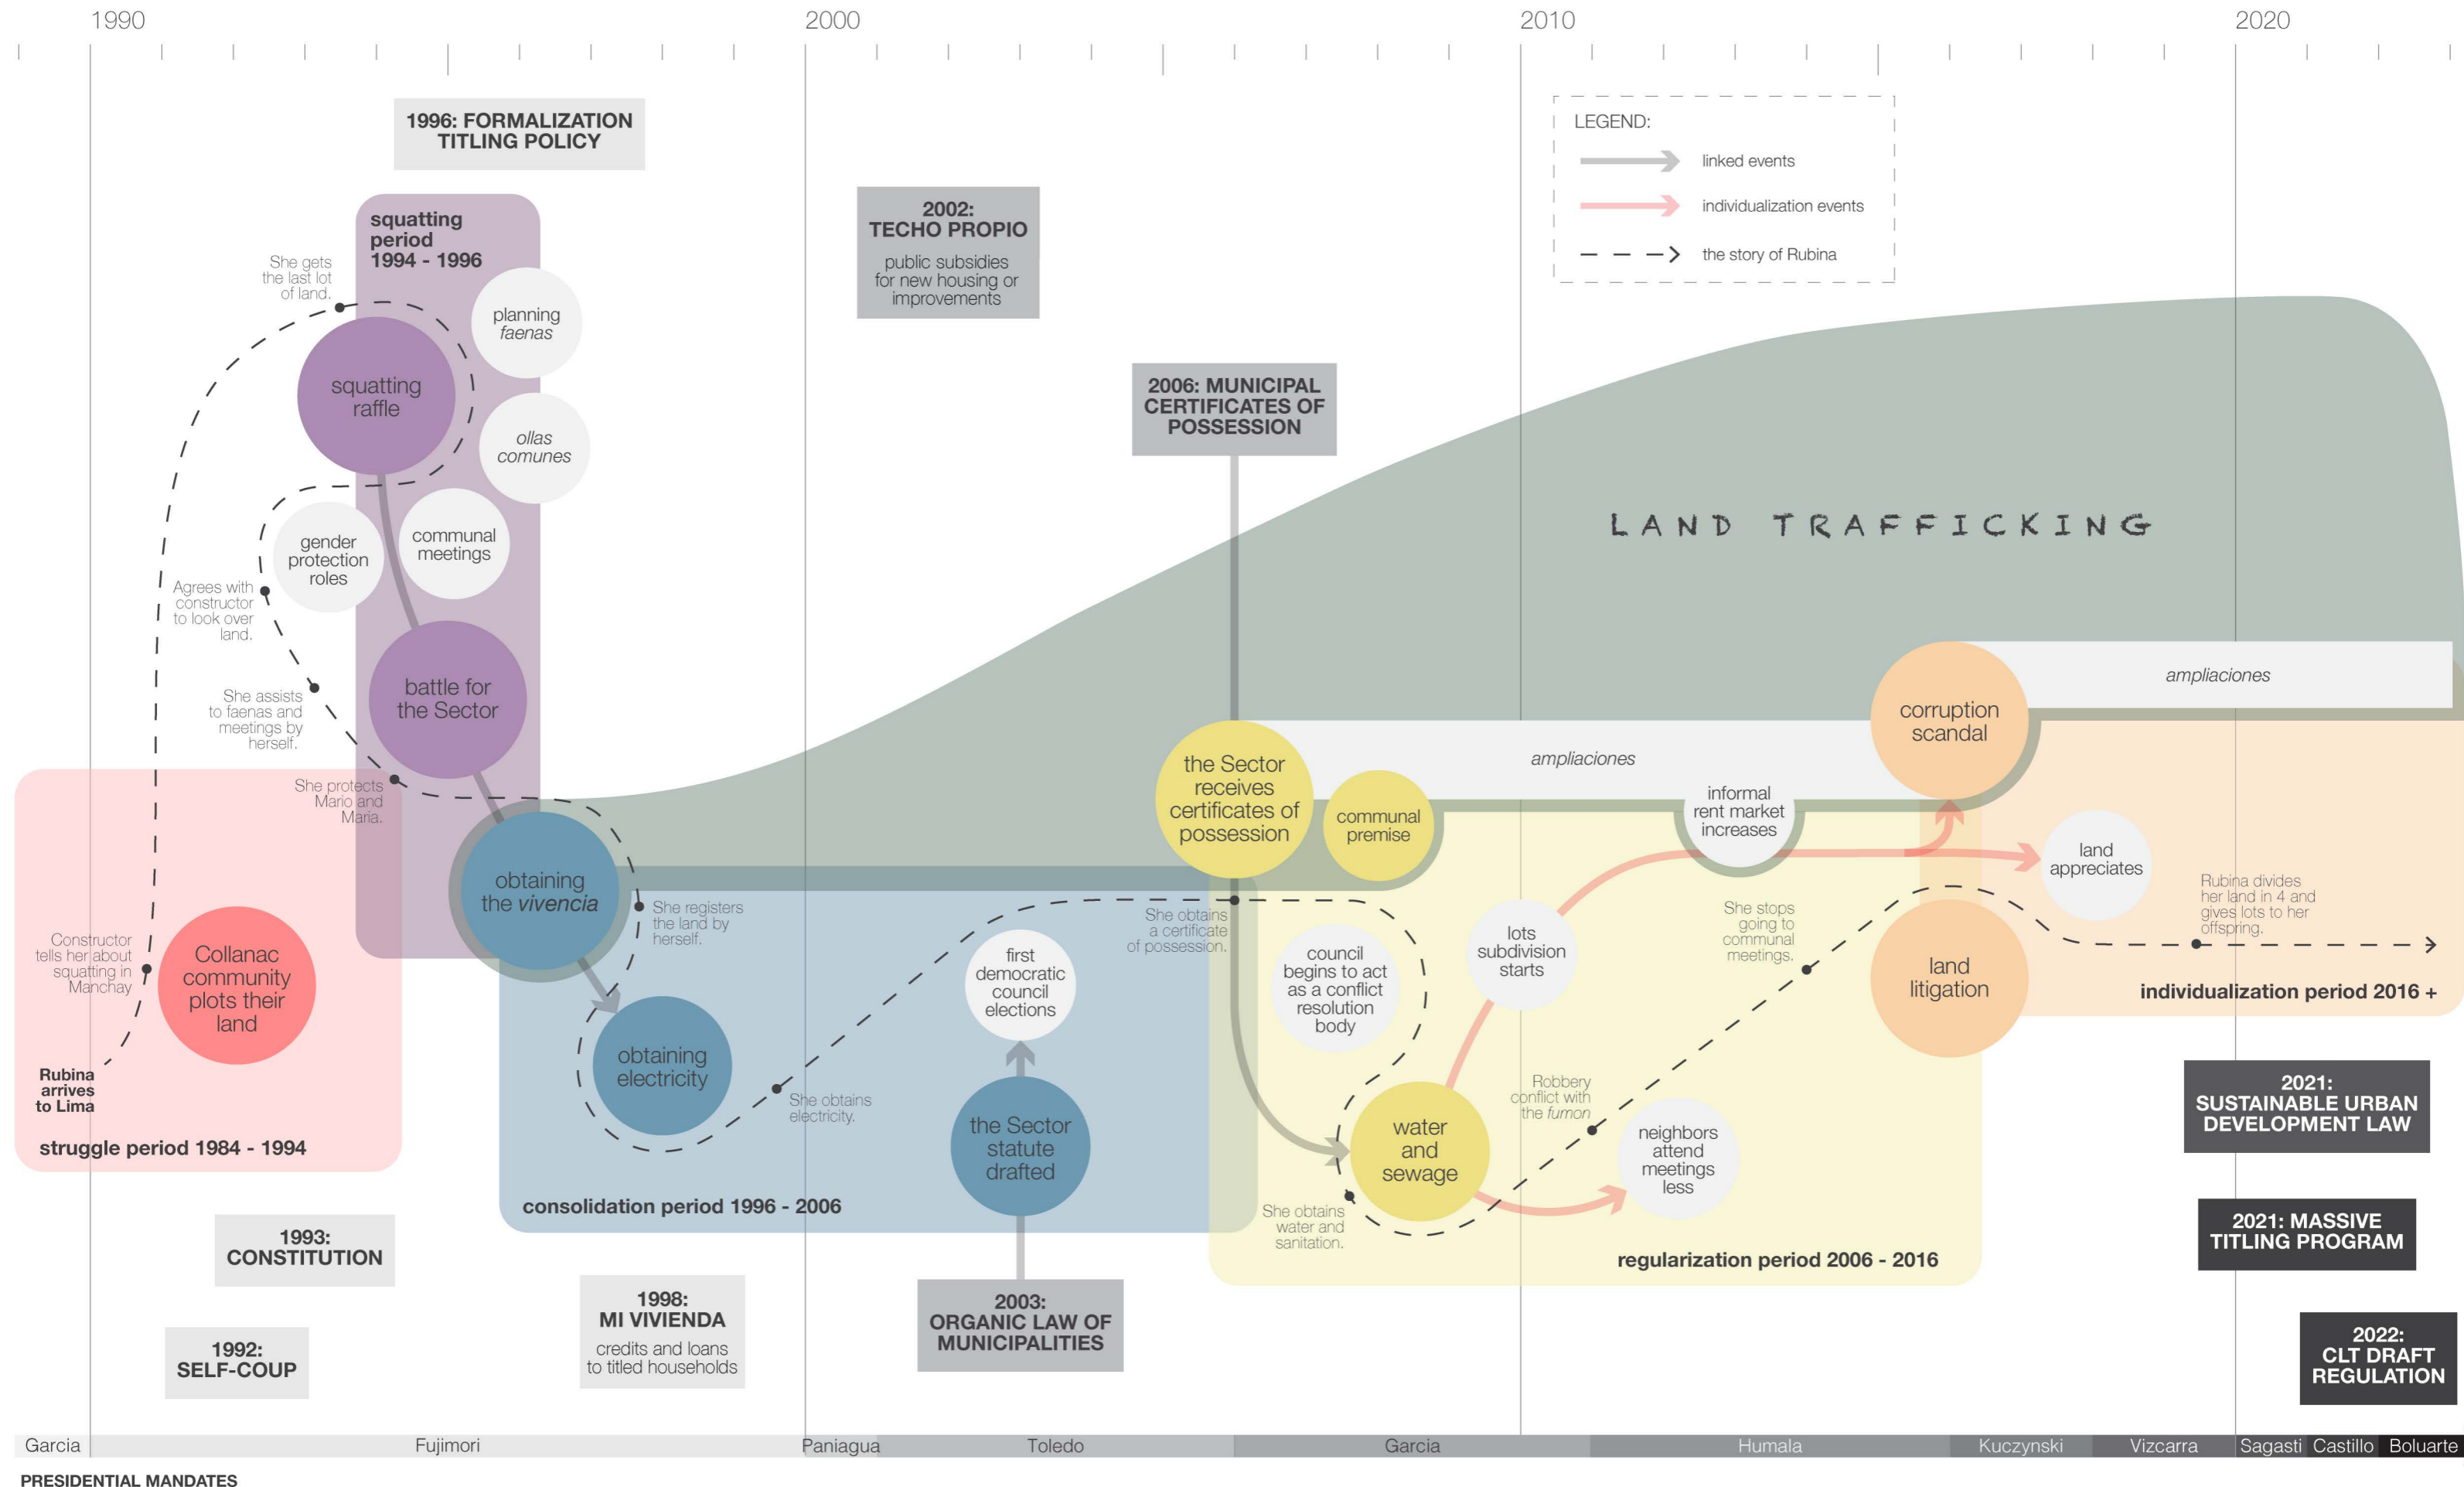 1990
2000
2010
2020
1996: FORMALIZATION
TITLING POLICY
LEGEND:
linked events
individualization events
the story of Rubina
2002:
TECHO PROPIO
public subsidies
for new housing or
improvements
squatting
period
1994 - 1996
She gets
the last lot
of land.
planning
faenas
squatting
raffle
ollas
comunes
2006: MUNICIPAL
CERTIFICATES OF
POSSESSION
LAND TRAFFICKING
gender
protection
roles
communal
meetings
Agrees with
constructor
to look over
land.
She assists
to faenas and
meetings by
herself.
battle for
the Sector
She protects
Mario and
Maria.
ampliaciones
corruption
scandal
ampliaciones
the Sector
receives
certificates of
possession
communal
premise
informal
rent market
increases
land
appreciates
obtaining
the vivencia
She registers
the land by
herself.
Constructor
tells her about
squatting in
Manchay
Collanac
community
plots their
land
Rubina
arrives
to Lima
struggle period 1984 - 1994
obtaining
electricity
She obtains
electricity.
first
democratic
council
elections
the Sector
statute
drafted
consolidation period 1996 - 2006
She obtains
a certificate
of possession.
council
begins to act
as a conflict
resolution
body
lots
subdivision
starts
She stops
going to
communal
meetings.
land
litigation
Rubina divides
her land in 4 and
gives lots to her
offspring.
individualization period 2016 +
Robbery
conflict with
the fumon
water
and
sewage
neighbors
attend
meetings
less
She obtains
water and
sanitation.
regularization period 2006 - 2016
2021:
SUSTAINABLE URBAN
DEVELOPMENT LAW
2021: MASSIVE
TITLING PROGRAM
2022:
CLT DRAFT
REGULATION
1993:
CONSTITUTION
1992:
SELF-COUP
1998:
MI VIVIENDA
credits and loans
to titled households
2003:
ORGANIC LAW OF
MUNICIPALITIES
Garcia Fujimori Paniagua Toledo Garcia Humala Kuczynski Vizcarra Sagasti Castillo Boluarte
PRESIDENTIAL MANDATES